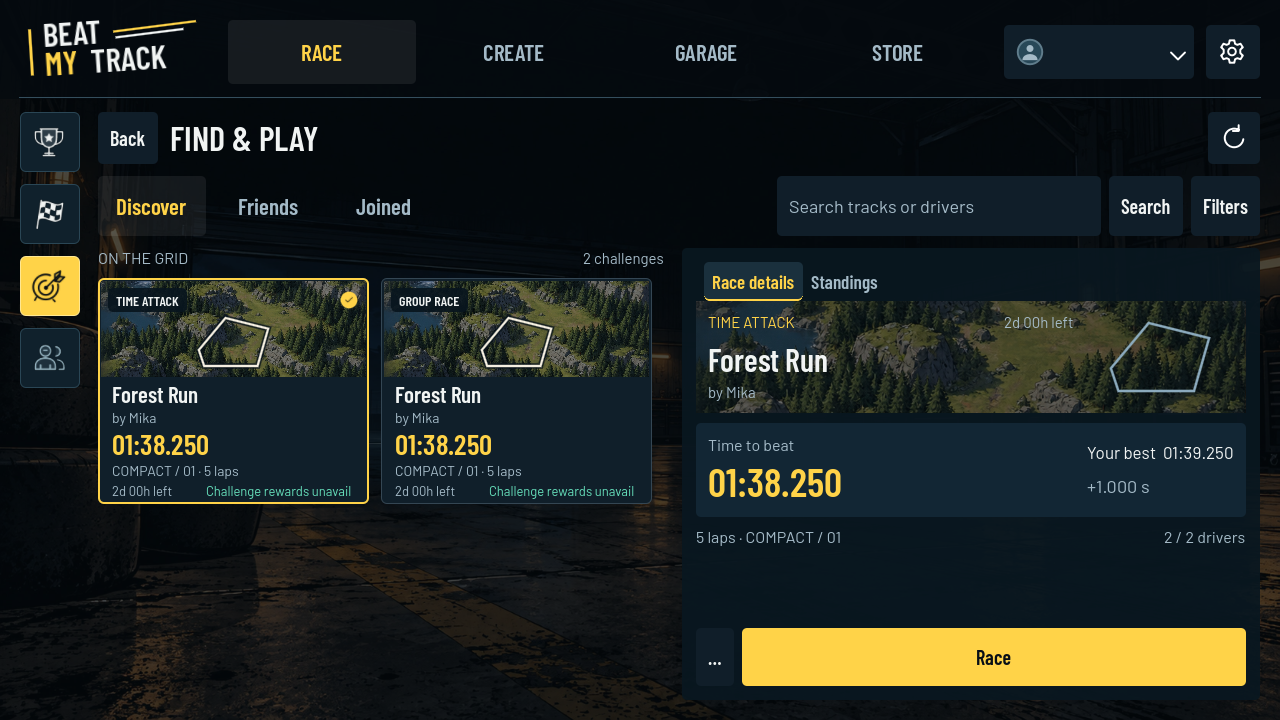 BEAT
MY TRACK
RACE
CREATE
GARAGE
STORE
Back
FIND & PLAY
Discover
Friends
Joined
Search tracks or drivers
Search
Filters
ON THE GRID
2 challenges
TIME ATTACK
Forest Run
by Mika
01:38.250
COMPACT / 01 · 5 laps
2d 00h left
Challenge rewards unavail
GROUP RACE
Forest Run
by Mika
01:38.250
COMPACT / 01 · 5 laps
2d 00h left
Challenge rewards unavail
Race details
Standings
TIME ATTACK
2d 00h left
Forest Run
by Mika
Time to beat
01:38.250
Your best 01:39.250
+1.000 s
5 laps · COMPACT / 01
2 / 2 drivers
...
Race